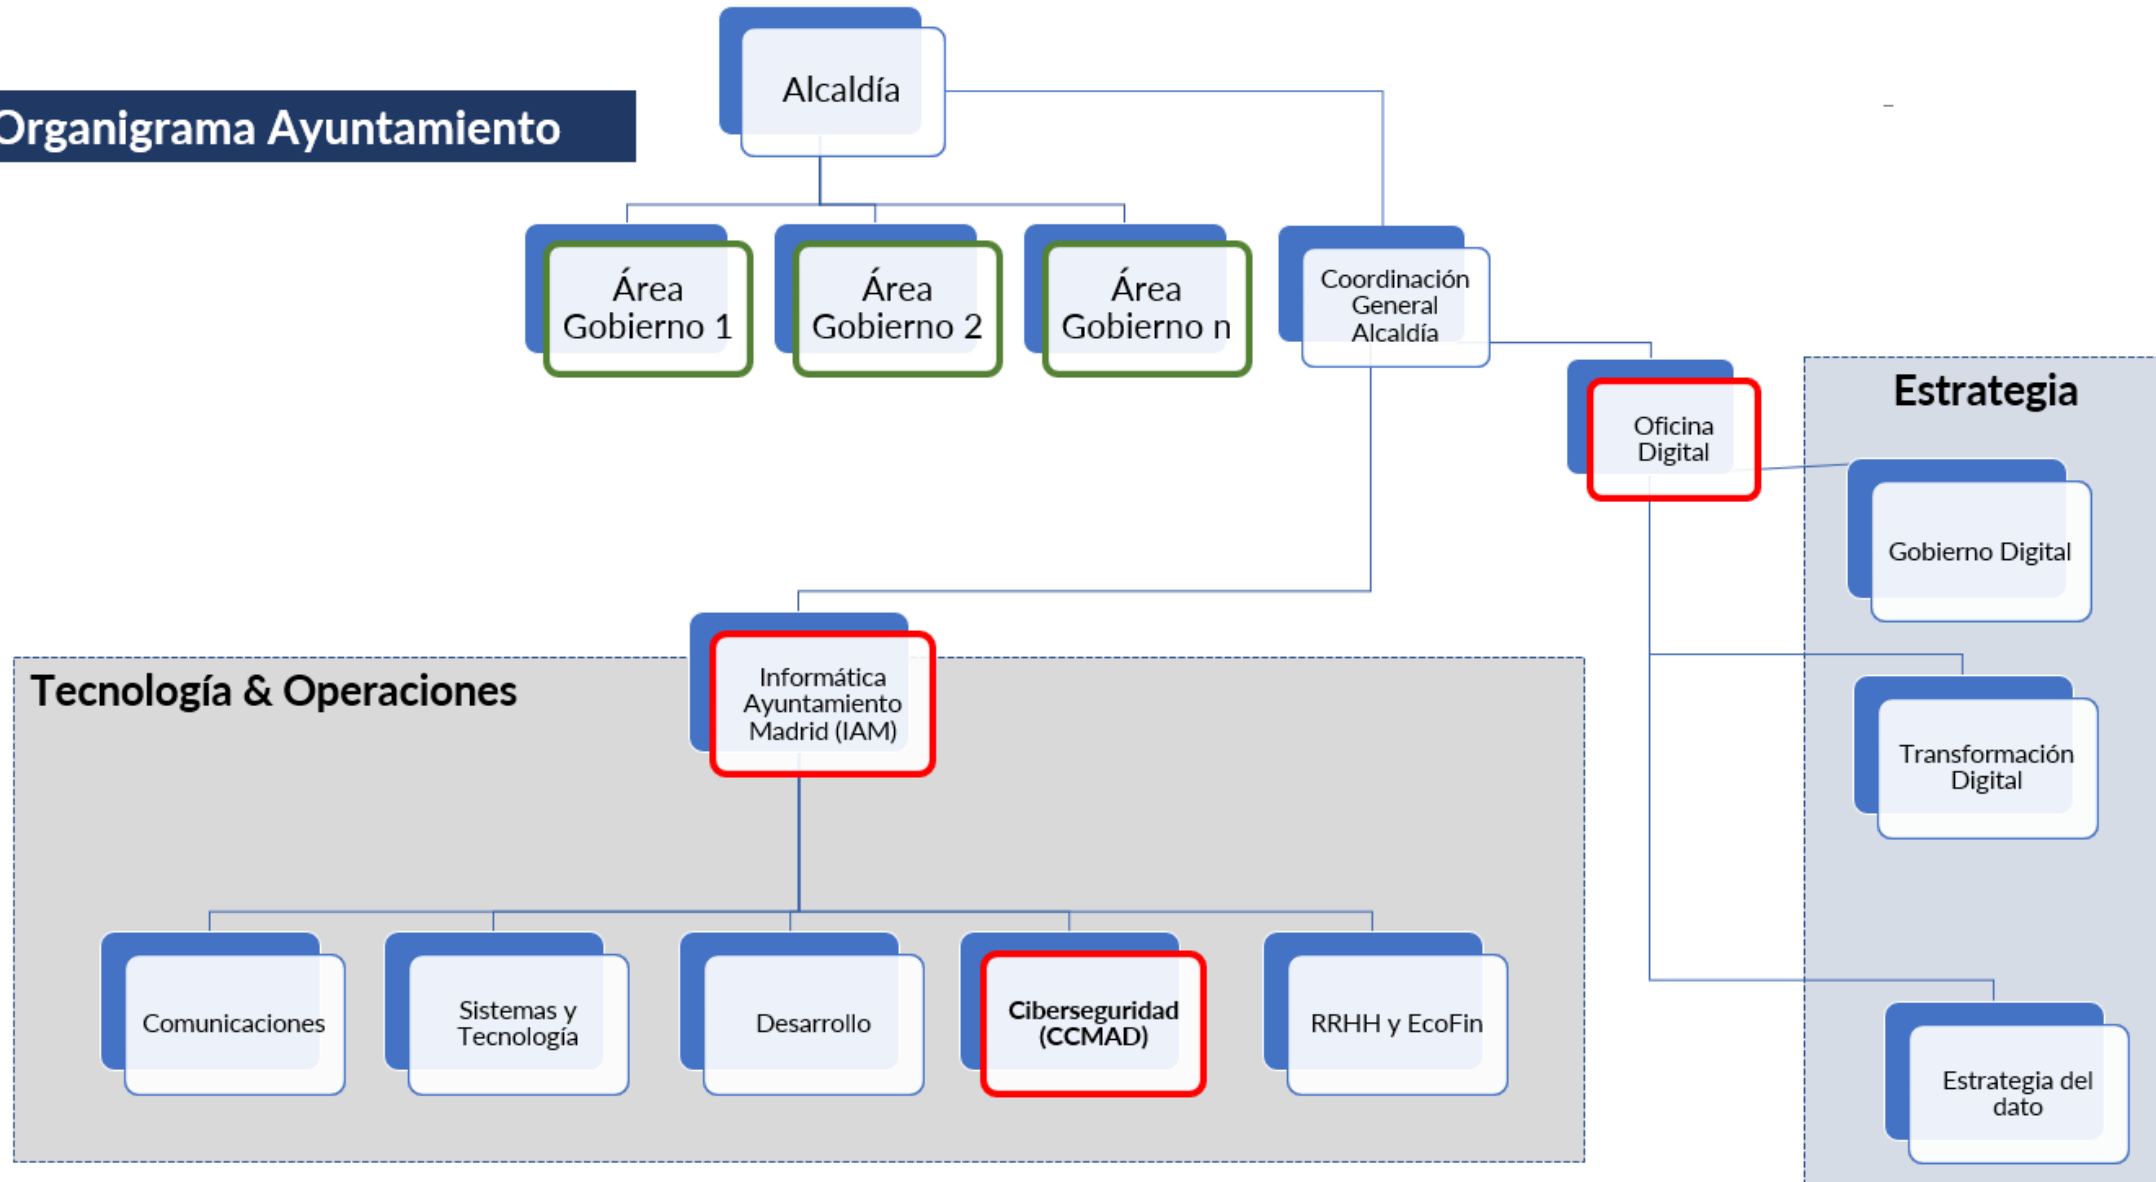 Alcaldía
Organigrama Ayuntamiento
Área
Gobierno 1
Área
Gobierno 2
Área
Gobierno n
Coordinación
General
Alcaldía
Oficina
Digital
Estrategia
Gobierno Digital
Transformación
Digital
Estrategia del
dato
Informática
Ayuntamiento
Madrid (IAM)
Tecnología & Operaciones
Comunicaciones
Sistemas y
Tecnología
Desarrollo
Ciberseguridad
(CCMAD)
RRHH y EcoFin